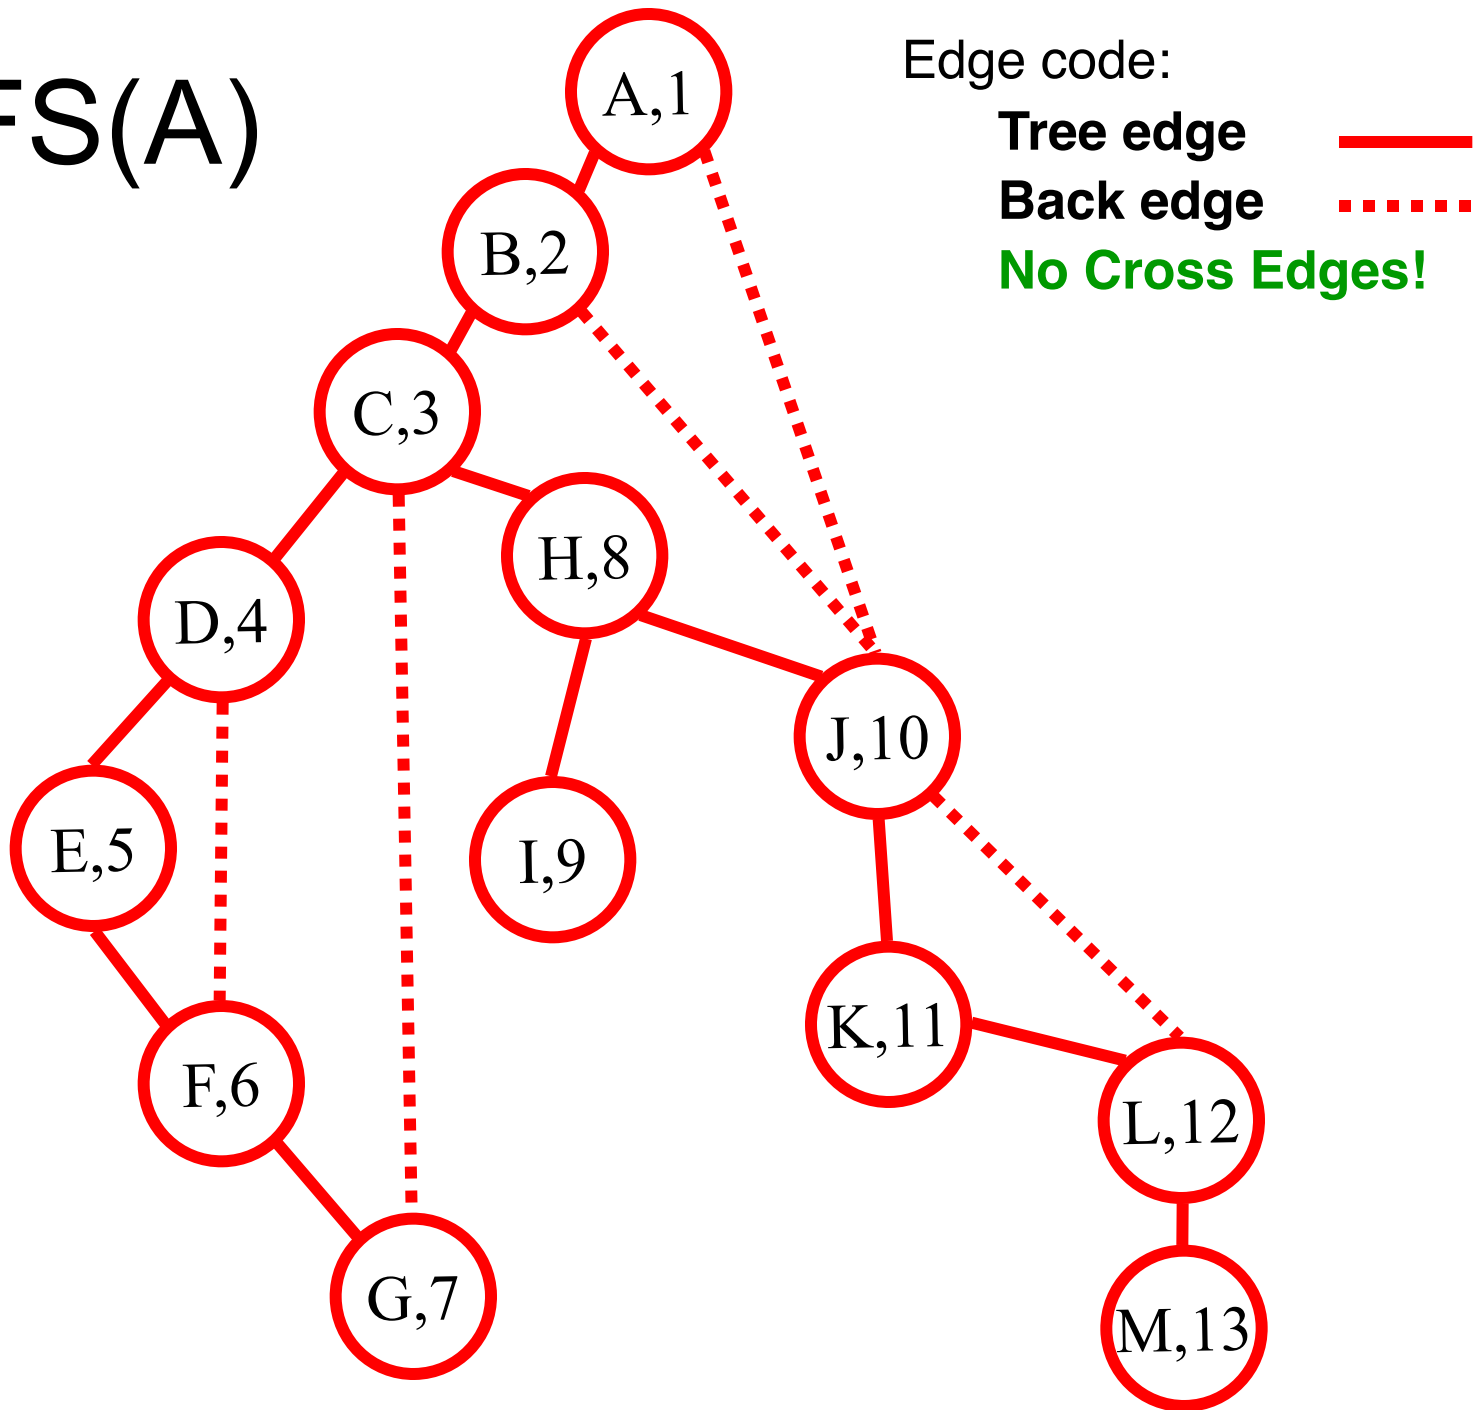 FS(A)
Edge code:
Tree edge
Back edge
No Cross Edges!
A,1
B,2
C,3
H,8
D,4
J,10
E,5
I,9
K,11
F,6
L,12
G,7
M,13